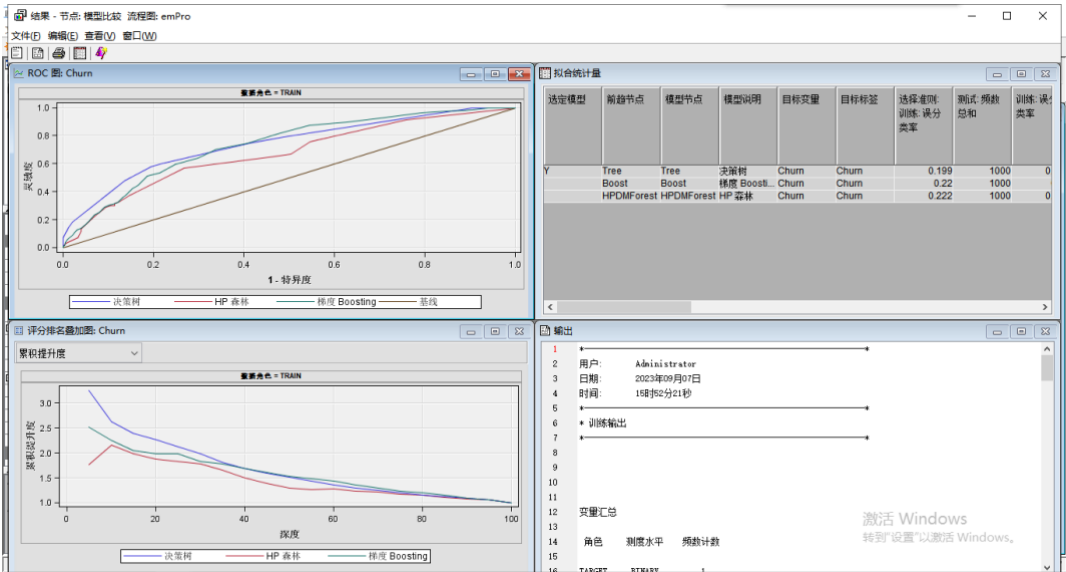 结果 - 节点: 模型比较 流程图: emPro
文件(F) 编辑(E) 查看(V) 窗口(W)
ROC 图: Churn
数据角色 = TRAIN
灵敏度
1.0
0.8
0.6
0.4
0.2
0.0
0.0 0.2 0.4 0.6 0.8 1.0
1 - 特异度
决策树 HP 森林 梯度 Boosting 基线
拟合统计量
选定模型 前趋节点 模型节点 模型说明 目标变量 目标标签 选择准则: 训练: 误分类率 测试: 频数总和 训练: 误分类率
Y Tree Tree 决策树 Churn Churn 0.199 1000 0
Boost Boost 梯度 Boosti... Churn Churn 0.22 1000 0
HPDMForest HPDMForest HP 森林 Churn Churn 0.222 1000 0
评分排名叠加图: Churn
累积提升度
数据角色 = TRAIN
累积提升度
3.0
2.5
2.0
1.5
1.0
0 20 40 60 80 100
深度
决策树 HP 森林 梯度 Boosting
输出
1 *
*
2 用户: Administrator
3 日期: 2023年09月07日
4 时间: 15时52分21秒
5 *
*
6 * 训练输出
7 *
*
8
9
10
11
12 变量汇总
13
14 角色 测度水平 频数计数
15
16 TARGET BINARY 1
激活 Windows
转到"设置"以激活 Windows。